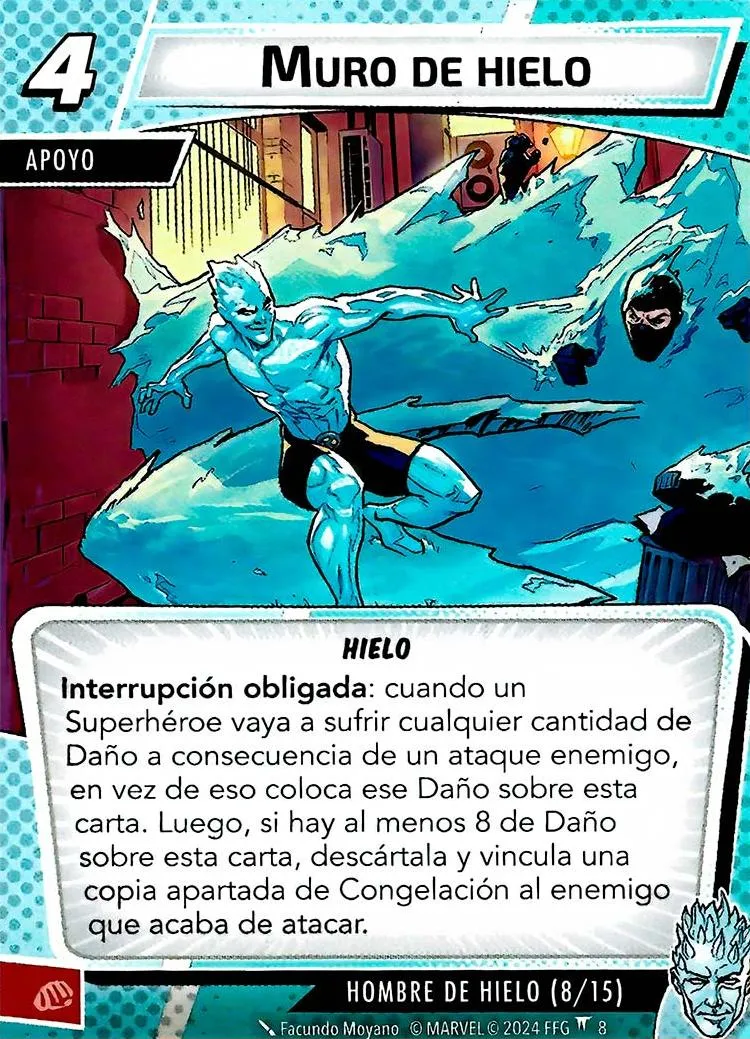 4
MURO DE HIELO
APOYO
HIELO
Interrupción obligada: cuando un
Superhéroe vaya a sufrir cualquier cantidad de
Daño a consecuencia de un ataque enemigo,
en vez de eso coloca ese Daño sobre esta
carta. Luego, si hay al menos 8 de Daño
sobre esta carta, descártala y vincula una
copia apartada de Congelación al enemigo
que acaba de atacar.
HOMBRE DE HIELO (8/15)
Facundo Moyano © MARVEL © 2024 FFG 8